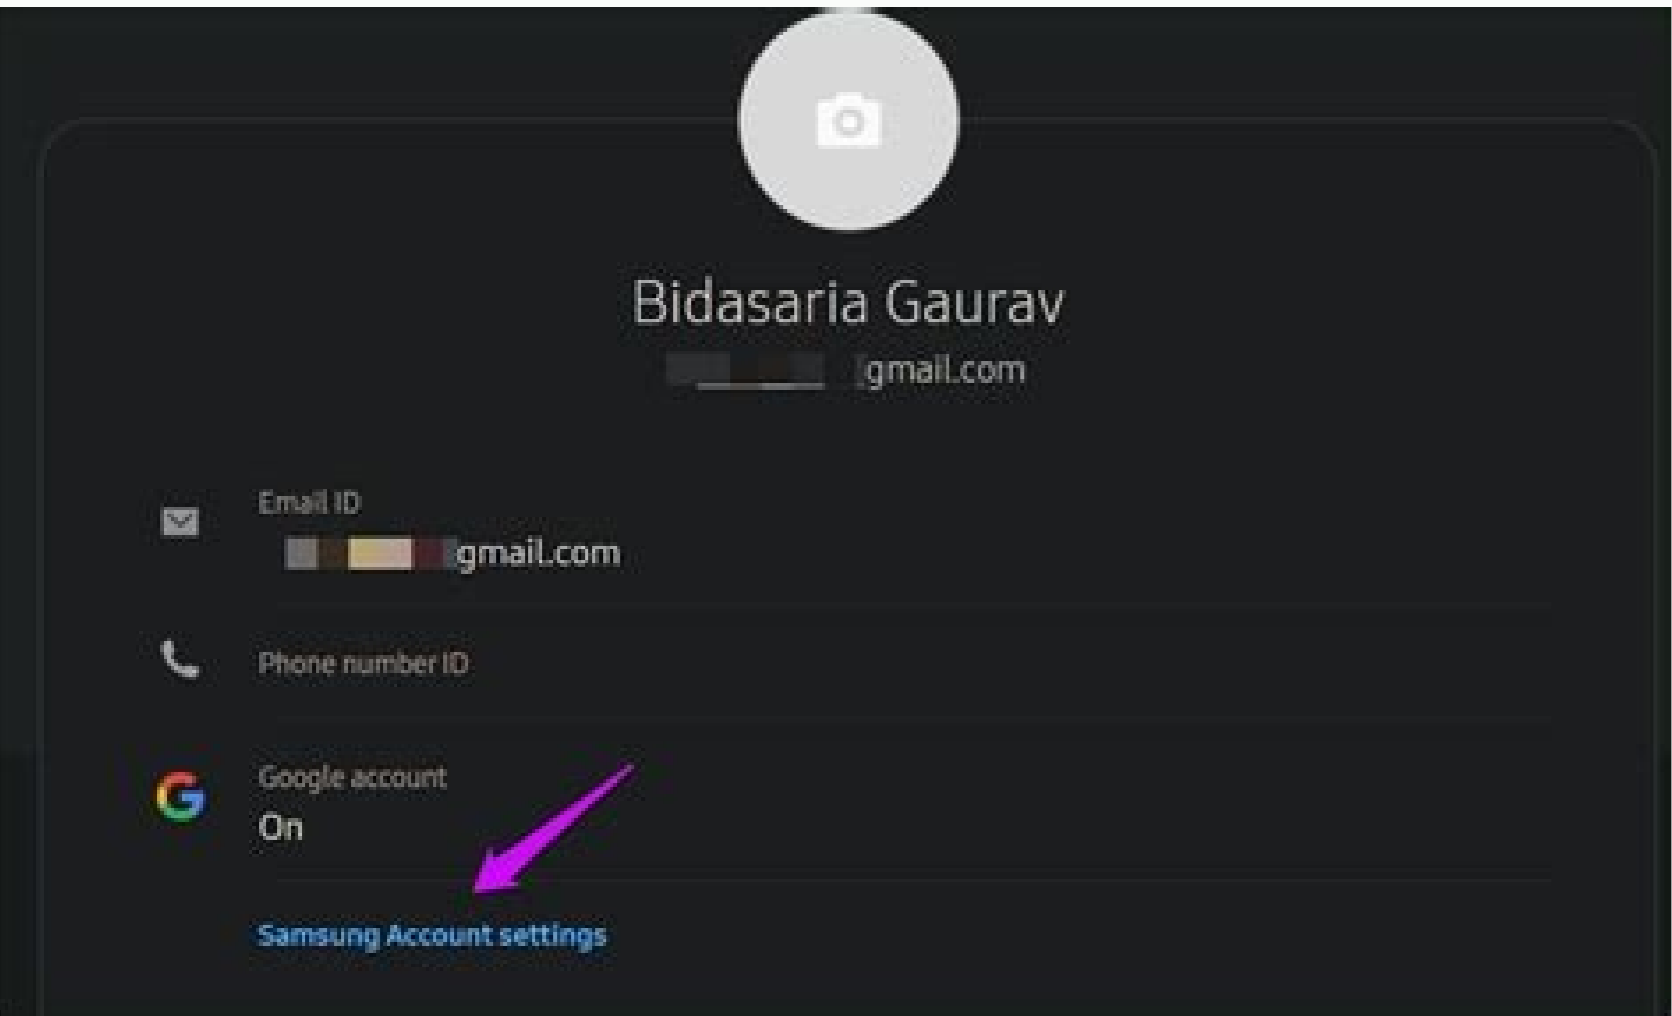 Bidasaria Gaurav
gmail.com
Email ID
gmail.com
Phone number ID
Google account
On
Samsung Account settings